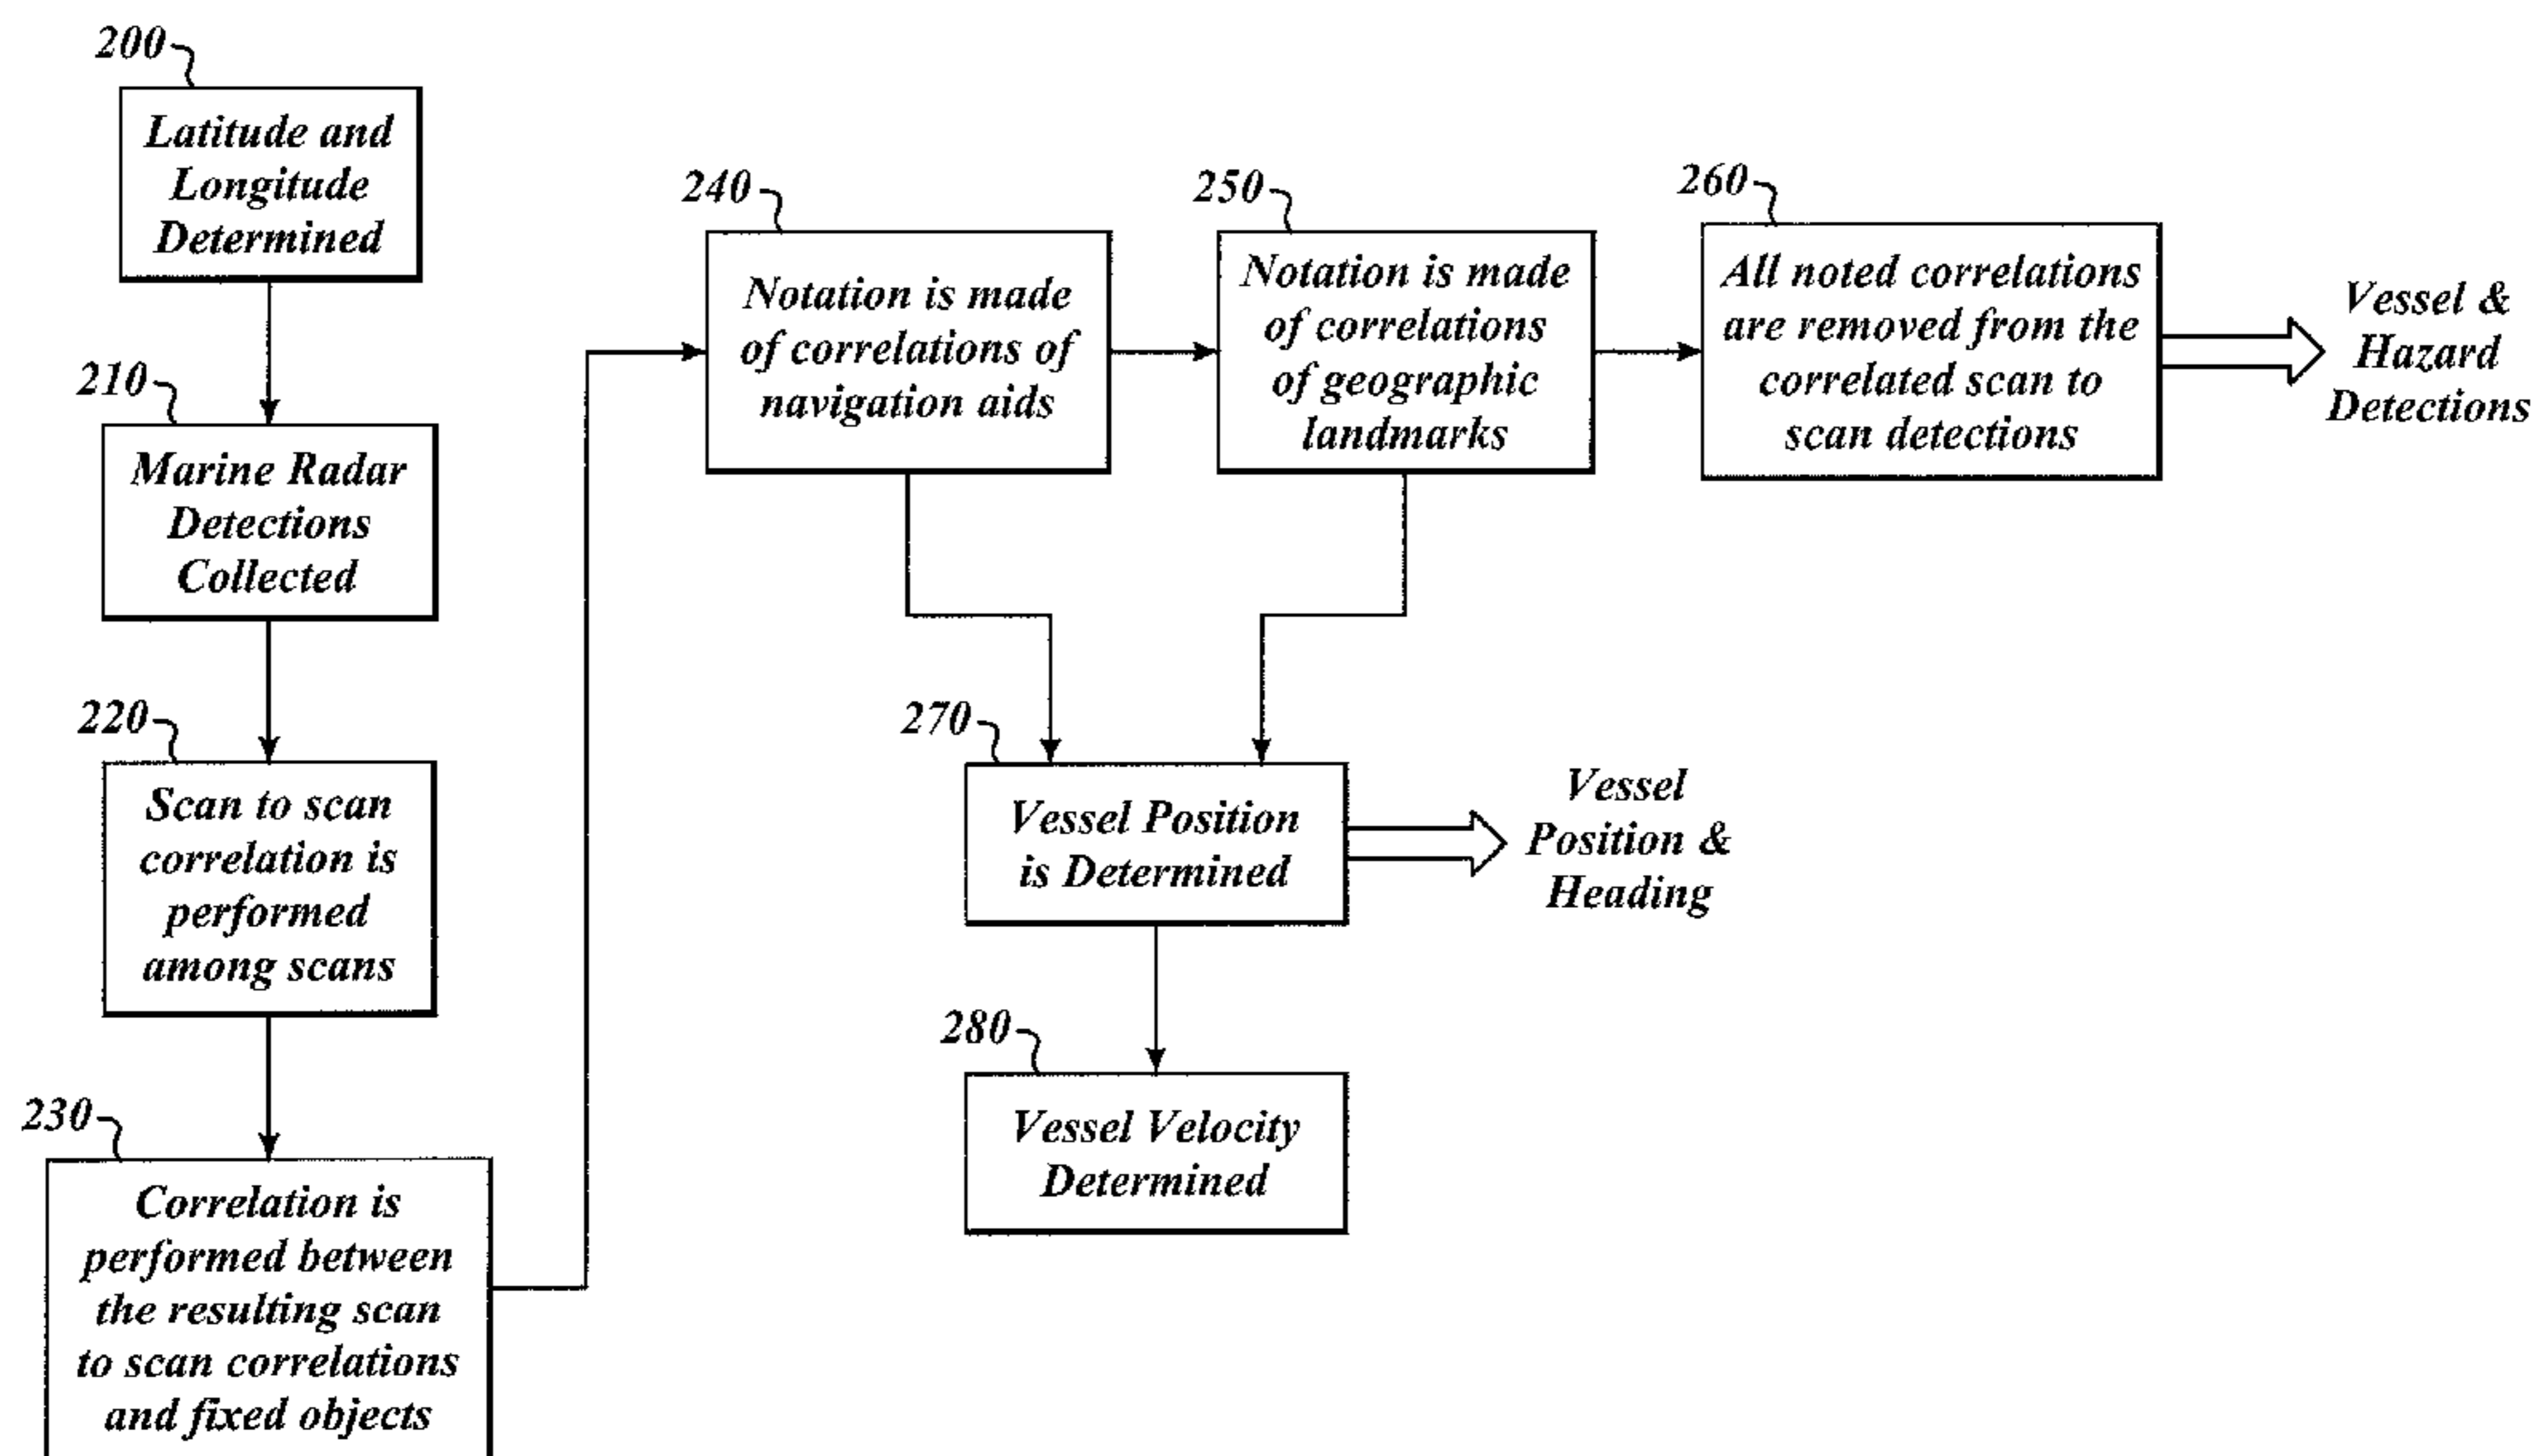 200
Latitude and
Longitude
Determined
210
Marine Radar
Detections
Collected
220
Scan to scan
correlation is
performed
among scans
230
Correlation is
performed between
the resulting scan
to scan correlations
and fixed objects
240
Notation is made
of correlations of
navigation aids
250
Notation is made
of correlations
of geographic
landmarks
260
All noted correlations
are removed from the
correlated scan to
scan detections
Vessel &
Hazard
Detections
270
Vessel Position
is Determined
Vessel
Position &
Heading
280
Vessel Velocity
Determined